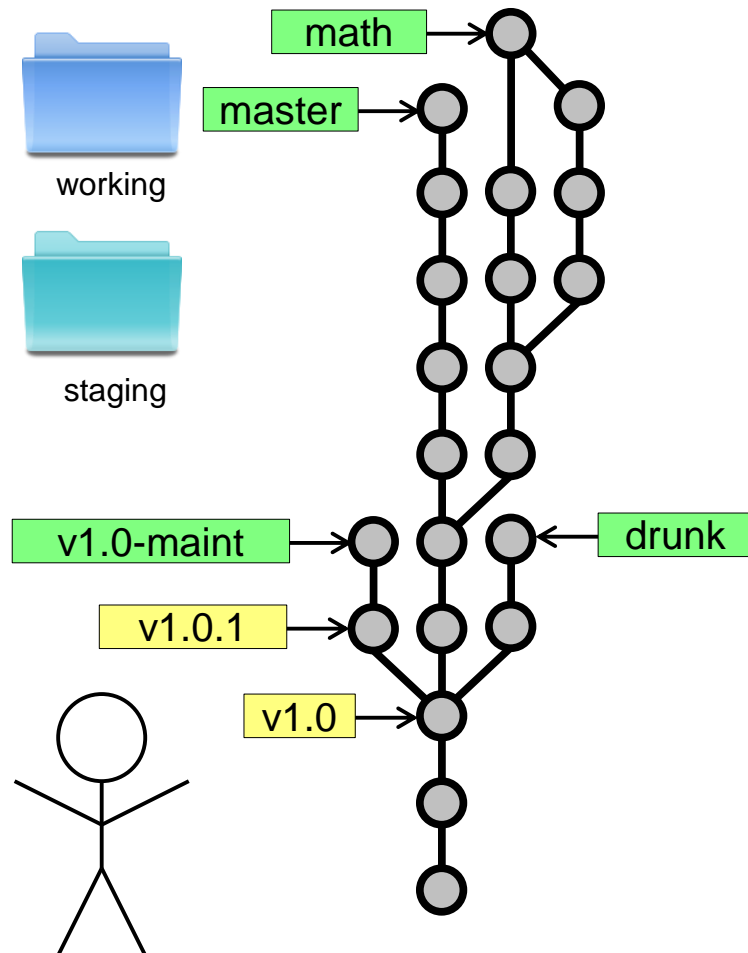 math
master
working
staging
v1.0-maint
drunk
v1.0.1
v1.0